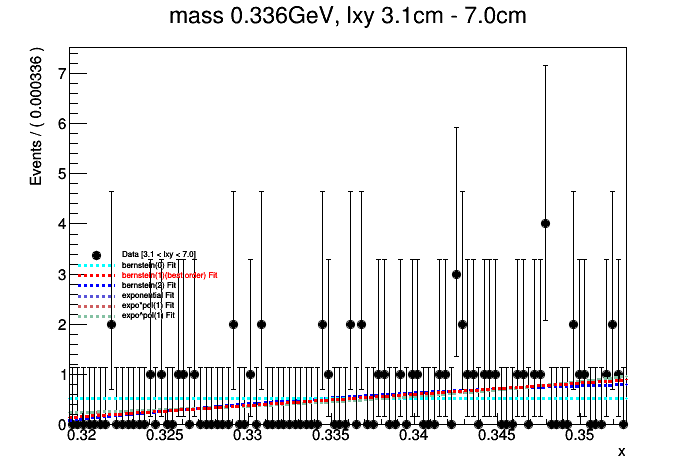 mass 0.336GeV, lxy 3.1cm - 7.0cm
Events / ( 0.000336 )
7
6
5
4
3
2
1
0
Data [3.1 < lxy < 7.0]
bernstein(0) Fit
bernstein(1)(best order) Fit
bernstein(2) Fit
exponential Fit
expo*pol(1) Fit
expo^pol(1) Fit
0.32 0.325 0.33 0.335 0.34 0.345 0.35
x